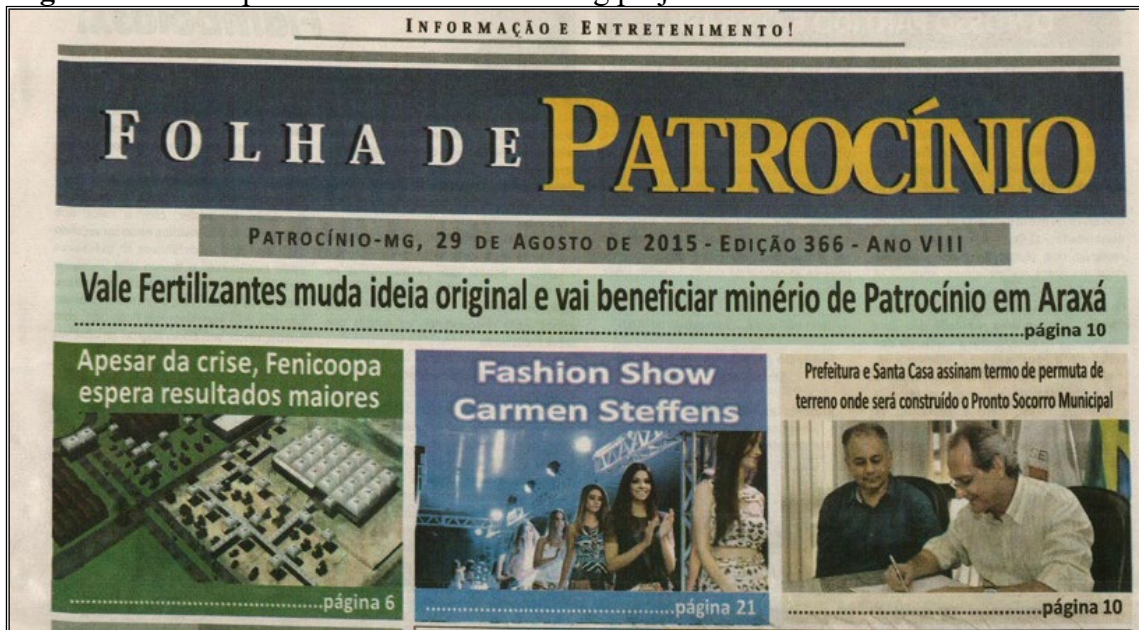 INFORMAÇÃO E ENTRETENIMENTO!
FOLHA DE PATROCÍNIO
PATROCÍNIO-MG, 29 DE AGOSTO DE 2015 - EDIÇÃO 366 - ANO VIII
Vale Fertilizantes muda ideia original e vai beneficiar minério de Patrocínio em Araxá
página 10
Apesar da crise, Fenicoopa
espera resultados maiores
página 6
Fashion Show
Carmen Steffens
página 21
Prefeitura e Santa Casa assinam termo de permuta de
terreno onde será construído o Pronto Socorro Municipal
página 10